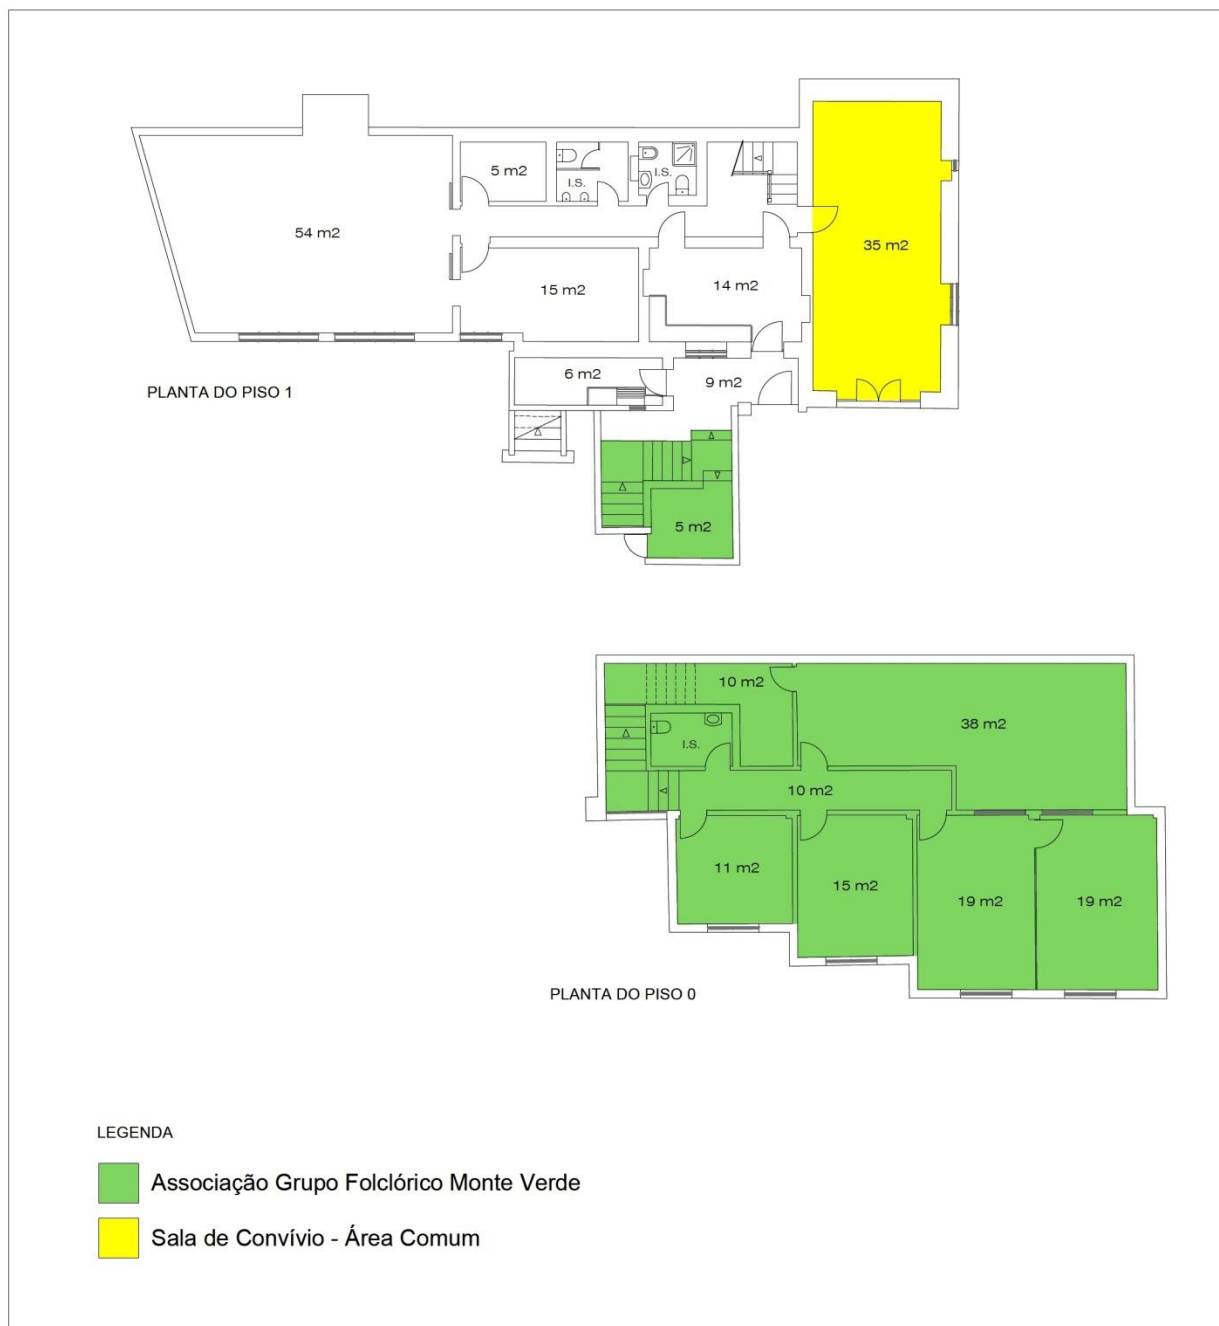 5 m2
I.S.
I.S.
54 m2
35 m2
15 m2
14 m2
6 m2
9 m2
PLANTA DO PISO 1
5 m2
10 m2
38 m2
I.S.
10 m2
11 m2
15 m2
19 m2
19 m2
PLANTA DO PISO 0
LEGENDA
Associação Grupo Folclórico Monte Verde
Sala de Convívio - Área Comum